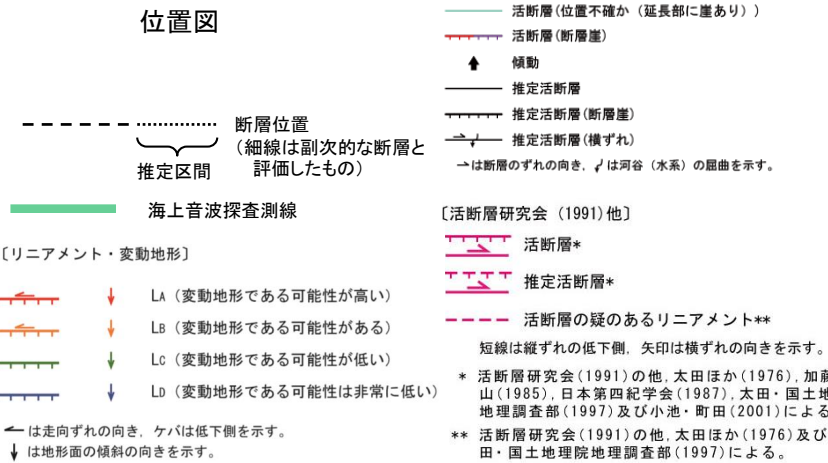 位置図
断層位置
(細線は副次的な断層と
評価したもの)
推定区間
海上音波探査測線
〔リニアメント・変動地形〕
LA (変動地形である可能性が高い)
LB (変動地形である可能性がある)
LC (変動地形である可能性が低い)
LD (変動地形である可能性は非常に低い)
は走向ずれの向き，ケバは低下側を示す。
は地形面の傾斜の向きを示す。
活断層(位置不確か（延長部に崖あり）)
活断層(断層崖)
傾動
推定活断層
推定活断層(断層崖)
推定活断層(横ずれ)
→は断層のずれの向き，は河谷（水系）の屈曲を示す。
〔活断層研究会 (1991)他〕
活断層*
推定活断層*
活断層の疑のあるリニアメント**
短線は縦ずれの低下側，矢印は横ずれの向きを示す。
* 活断層研究会(1991)の他,太田ほか(1976),加
山(1985),日本第四紀学会(1987),太田・国土地
地理調査部(1997)及び小池・町田(2001)による
** 活断層研究会(1991)の他,太田ほか(1976)及び
田・国土地理院地理調査部(1997)による。